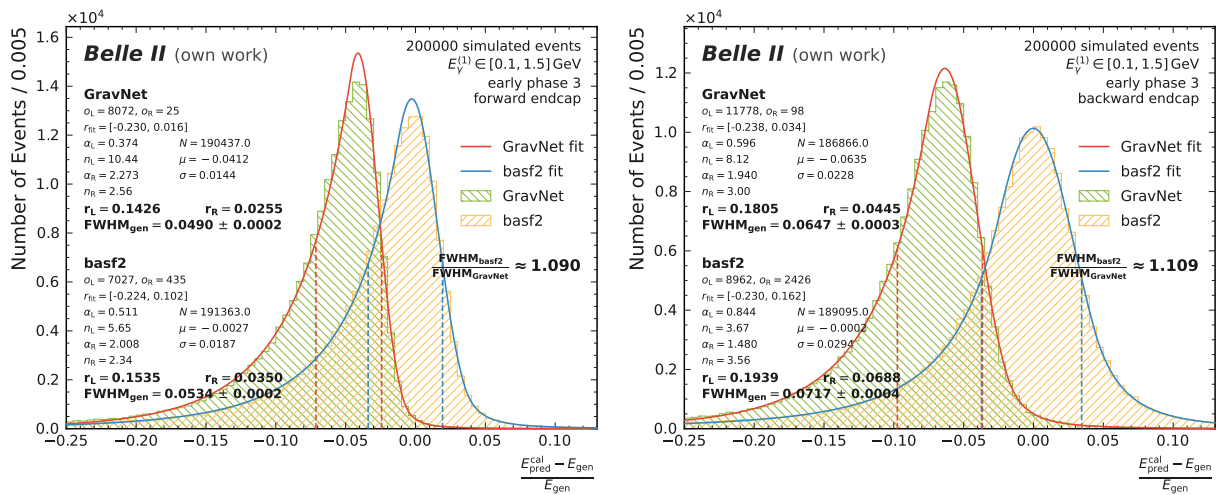 ×10⁴
Number of Events / 0.005
1.6
1.4
1.2
1.0
0.8
0.6
0.4
0.2
0.0
Belle II (own work)
200000 simulated events
E_γ^(1) ∈ [0.1, 1.5] GeV
early phase 3
forward endcap
GravNet
o_L = 8072, o_R = 25
r_fit = [-0.230, 0.016]
α_L = 0.374 N = 190437.0
n_L = 10.44 μ = −0.0412
α_R = 2.273 σ = 0.0144
n_R = 2.56
r_L = 0.1426 r_R = 0.0255
FWHM_gen = 0.0490 ± 0.0002
basf2
o_L = 7027, o_R = 435
r_fit = [-0.224, 0.102]
α_L = 0.511 N = 191363.0
n_L = 5.65 μ = −0.0027
α_R = 2.008 σ = 0.0187
n_R = 2.34
r_L = 0.1535 r_R = 0.0350
FWHM_gen = 0.0534 ± 0.0002
GravNet fit
basf2 fit
GravNet
basf2
FWHM_basf2 / FWHM_GravNet ≈ 1.090
−0.25 −0.20 −0.15 −0.10 −0.05 0.00 0.05 0.10
E_pred^cal − E_gen
E_gen
×10⁴
Number of Events / 0.005
1.2
1.0
0.8
0.6
0.4
0.2
0.0
Belle II (own work)
200000 simulated events
E_γ^(1) ∈ [0.1, 1.5] GeV
early phase 3
backward endcap
GravNet
o_L = 11778, o_R = 98
r_fit = [-0.238, 0.034]
α_L = 0.596 N = 186866.0
n_L = 8.12 μ = −0.0635
α_R = 1.940 σ = 0.0228
n_R = 3.00
r_L = 0.1805 r_R = 0.0445
FWHM_gen = 0.0647 ± 0.0003
basf2
o_L = 8962, o_R = 2426
r_fit = [-0.230, 0.162]
α_L = 0.844 N = 189095.0
n_L = 3.67 μ = −0.0002
α_R = 1.480 σ = 0.0294
n_R = 3.56
r_L = 0.1939 r_R = 0.0688
FWHM_gen = 0.0717 ± 0.0004
GravNet fit
basf2 fit
GravNet
basf2
FWHM_basf2 / FWHM_GravNet ≈ 1.109
−0.25 −0.20 −0.15 −0.10 −0.05 0.00 0.05 0.10
E_pred^cal − E_gen
E_gen